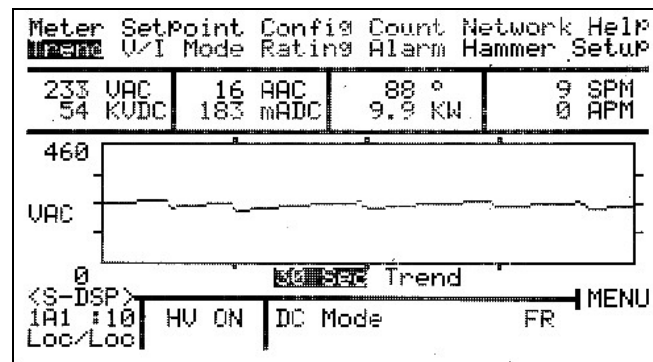 Meter SetPoint Config Count Network Help
Trend V/I Mode Rating Alarm Hammer Setup
233 VAC 16 AAC 88 ° 9 SPM
54 KVDC 183 mADC 9.9 KW 0 APM
460
VAC
0 30 Sec Trend
<S-DSP> MENU
1A1 :10 HV ON DC Mode FR
Loc/Loc